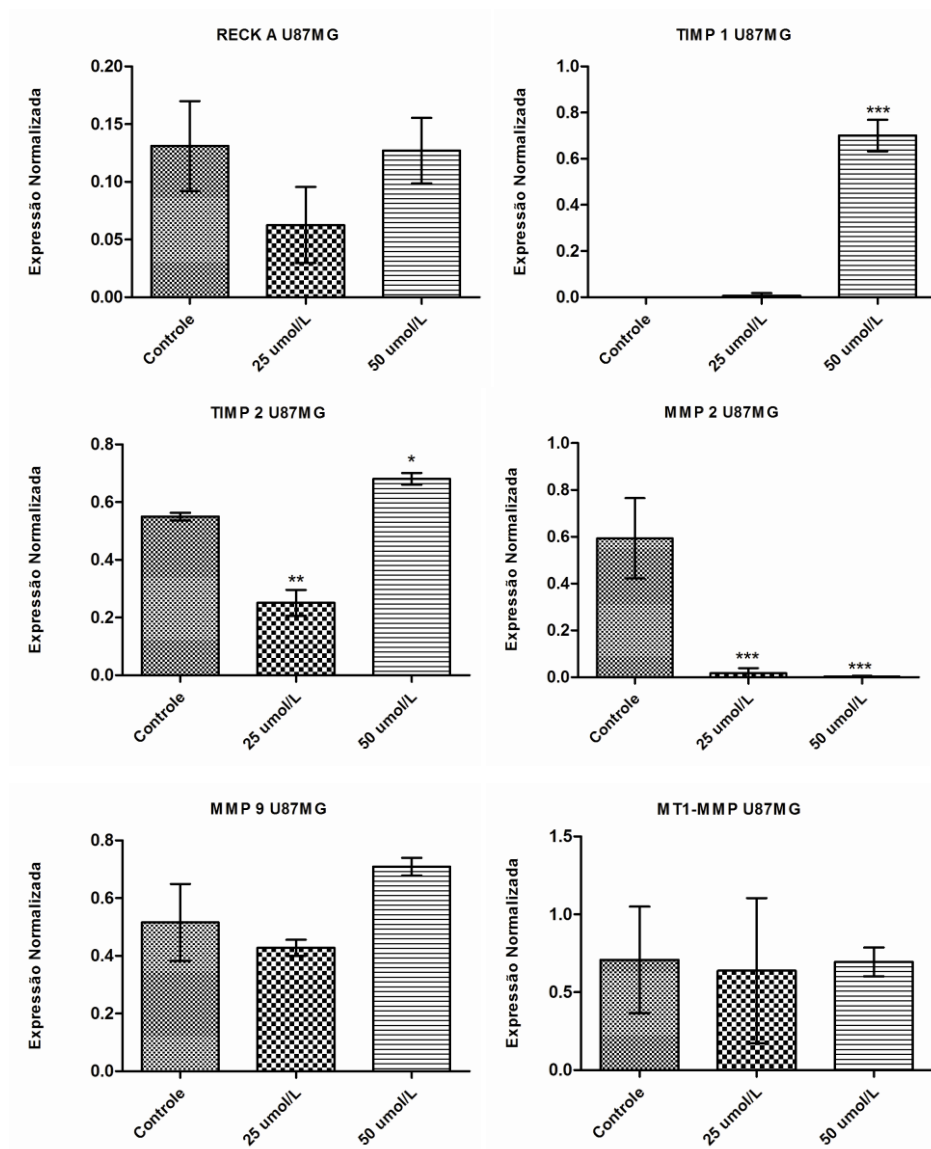 RECK A U87MG
Expressão Normalizada
0.20
0.15
0.10
0.05
0.00
Controle
25 umol/L
50 umol/L
TIMP 1 U87MG
Expressão Normalizada
1.0
0.8
0.6
0.4
0.2
0.0
***
Controle
25 umol/L
50 umol/L
TIMP 2 U87MG
Expressão Normalizada
0.8
0.6
0.4
0.2
0.0
**
*
Controle
25 umol/L
50 umol/L
MMP 2 U87MG
Expressão Normalizada
1.0
0.8
0.6
0.4
0.2
0.0
***
***
Controle
25 umol/L
50 umol/L
MMP 9 U87MG
Expressão Normalizada
0.8
0.6
0.4
0.2
0.0
Controle
25 umol/L
50 umol/L
MT1-MMP U87MG
Expressão Normalizada
1.5
1.0
0.5
0.0
Controle
25 umol/L
50 umol/L